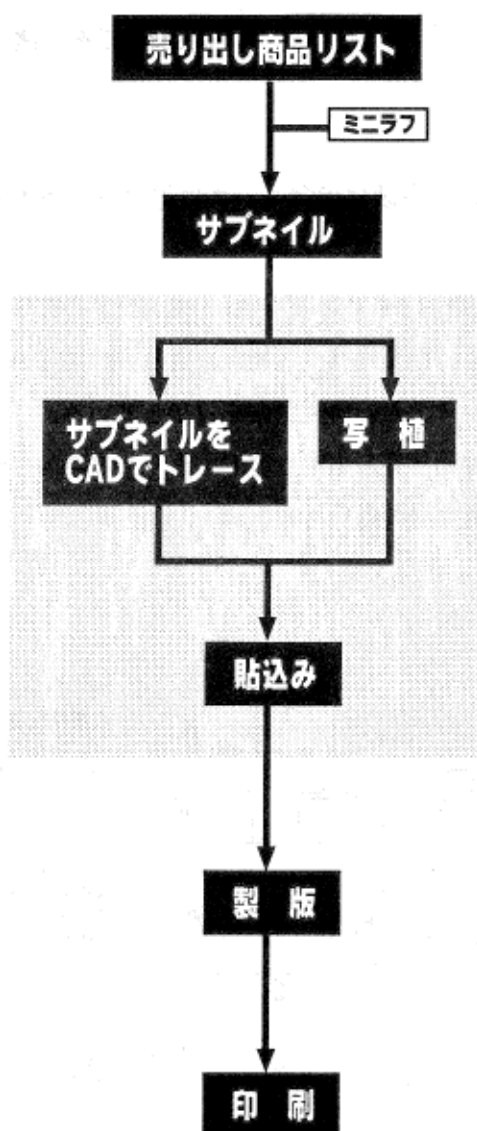 売り出し商品リスト
ミニラフ
サブネイル
サブネイルを
CADでトレース
写 植
貼込み
製 版
印 刷